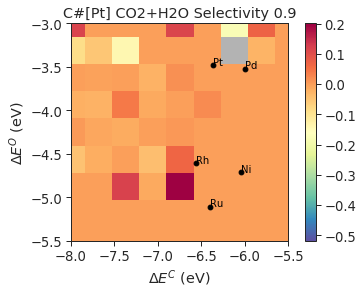 C#[Pt] CO2+H2O Selectivity 0.9
−3.0
−3.5
−4.0
−4.5
−5.0
−5.5
ΔE^O (eV)
Pt
Pd
Rh
Ni
Ru
−8.0 −7.5 −7.0 −6.5 −6.0 −5.5
ΔE^C (eV)
0.2
0.1
0.0
−0.1
−0.2
−0.3
−0.4
−0.5